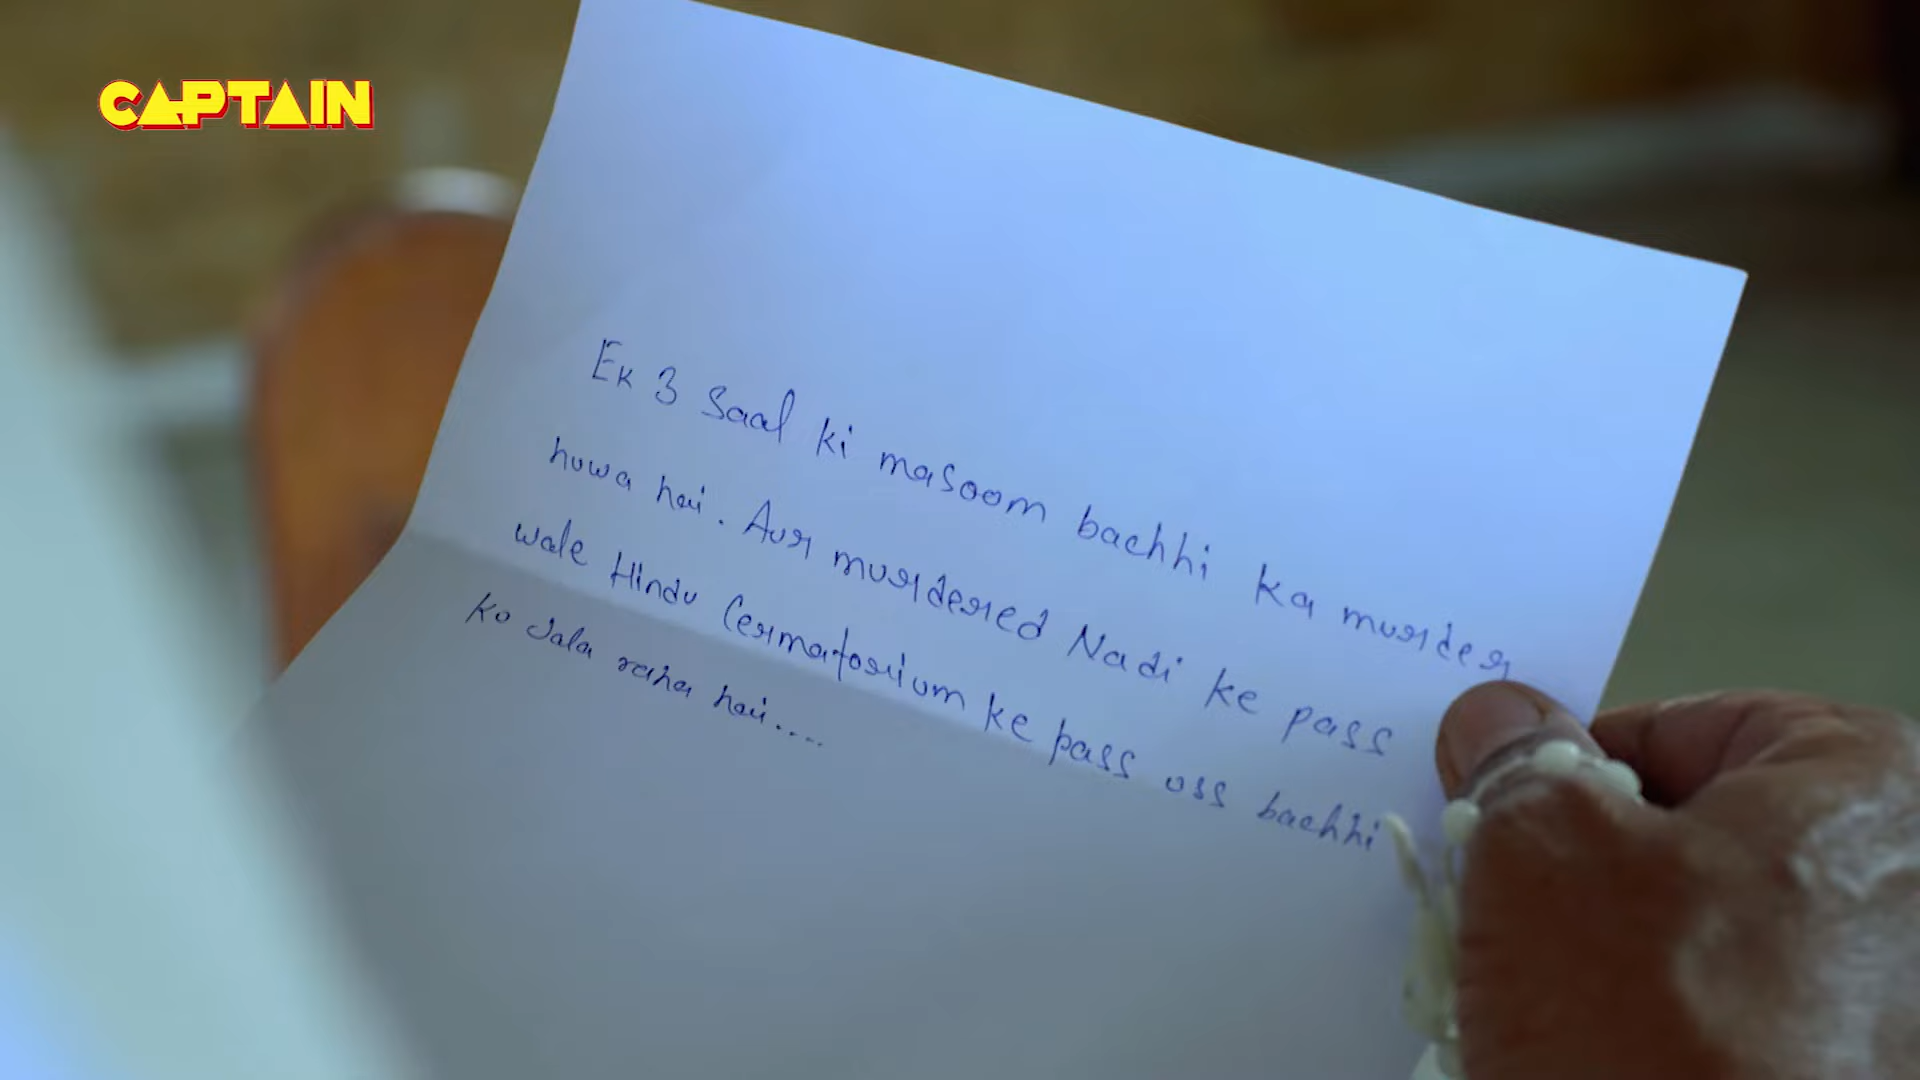 CAPTAIN
Ek 3 Saal ki masoom bachhi ka murder
huwa hai. Aur murdered Nadi ke pass
wale Hindu Cermatorium ke pass uss bachhi
ko Jala raha hai....